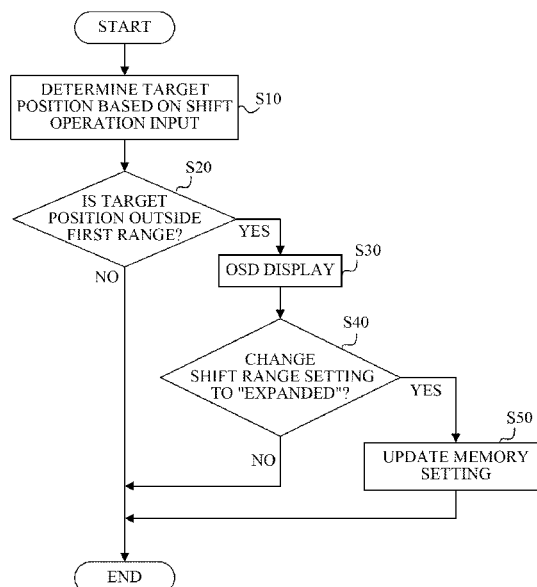 START
DETERMINE TARGET
POSITION BASED ON SHIFT
OPERATION INPUT
S10
S20
IS TARGET
POSITION OUTSIDE
FIRST RANGE?
YES
NO
S30
OSD DISPLAY
S40
CHANGE
SHIFT RANGE SETTING
TO "EXPANDED"?
YES
NO
S50
UPDATE MEMORY
SETTING
END